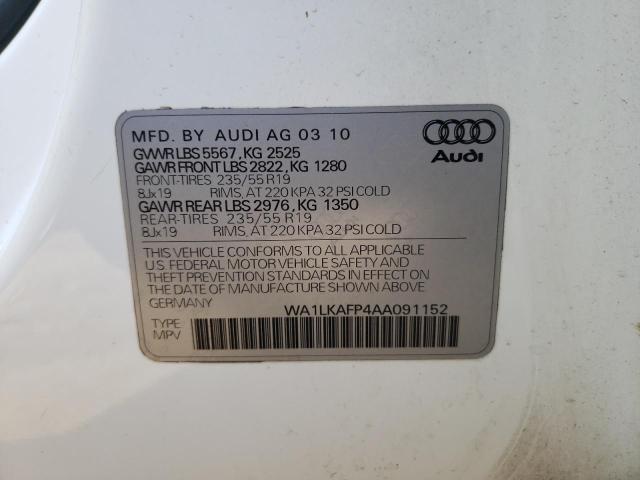 MFD. BY AUDI AG 03 10
GVWR LBS 5567, KG 2525
GAWR FRONT LBS 2822, KG 1280
FRONT-TIRES 235/55 R19
8Jx19 RIMS, AT 220 KPA 32 PSI COLD
GAWR REAR LBS 2976, KG 1350
REAR-TIRES 235/55 R19
8Jx19 RIMS, AT 220 KPA 32 PSI COLD
THIS VEHICLE CONFORMS TO ALL APPLICABLE
U.S. FEDERAL MOTOR VEHICLE SAFETY AND
THEFT PREVENTION STANDARDS IN EFFECT ON
THE DATE OF MANUFACTURE SHOWN ABOVE.
GERMANY WA1LKAFP4AA091152
TYPE:
MPV
Audi